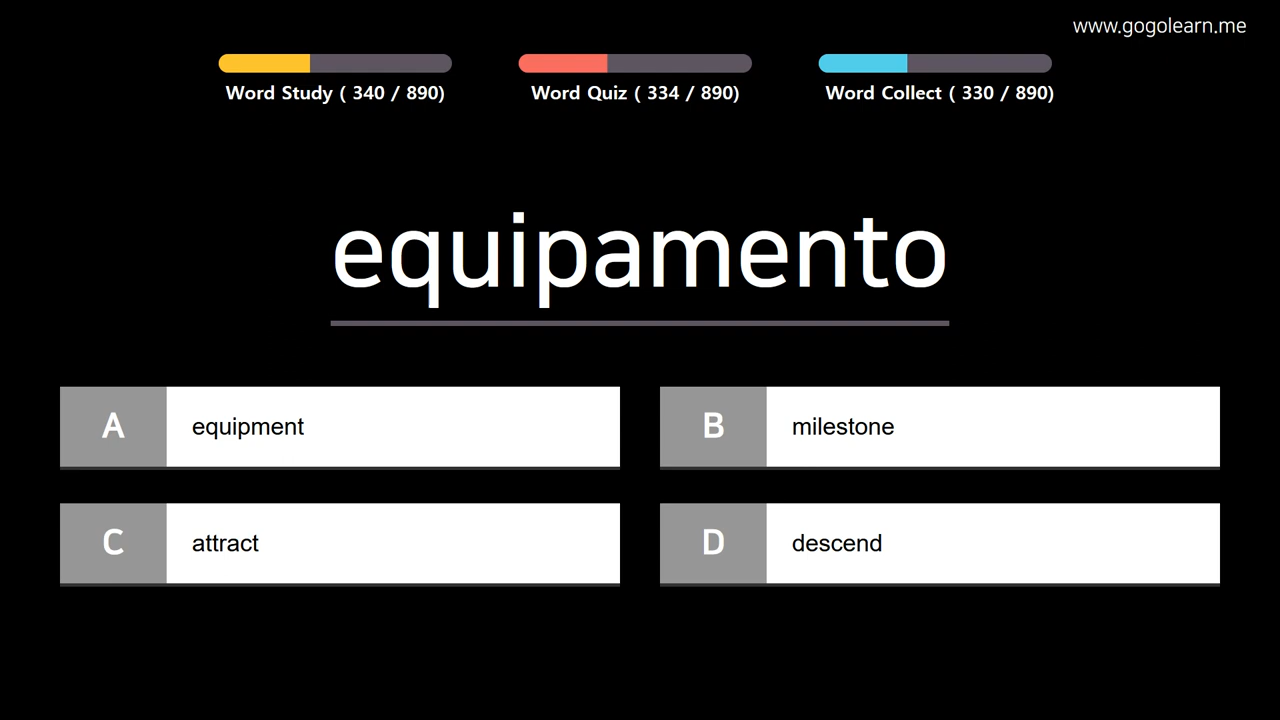 www.gogolearn.me
Word Study ( 340 / 890)
Word Quiz ( 334 / 890)
Word Collect ( 330 / 890)
equipamento
A equipment
B milestone
C attract
D descend